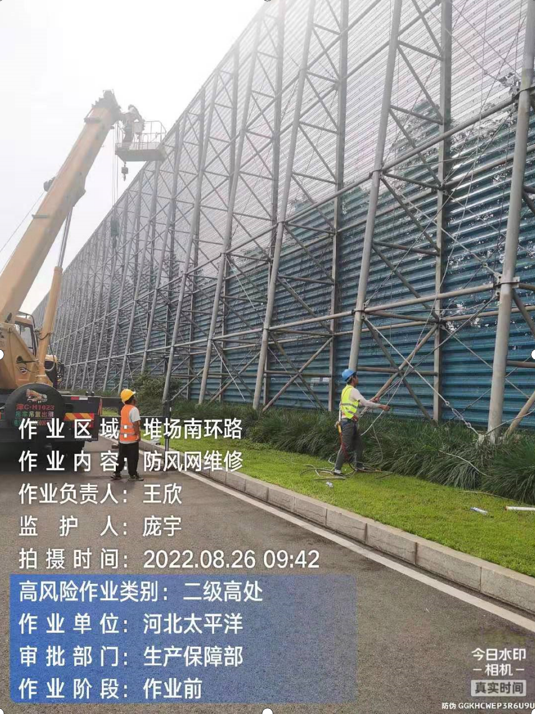 作业区域：堆场南环路
作业内容：防风网维修
作业负责人：王欣
监护人：庞宇
拍摄时间：2022.08.26 09:42
高风险作业类别：二级高处
作业单位：河北太平洋
审批部门：生产保障部
作业阶段：作业前
今日水印
-相机-
真实时间
防伪 GGKHCWEP3R6U9U